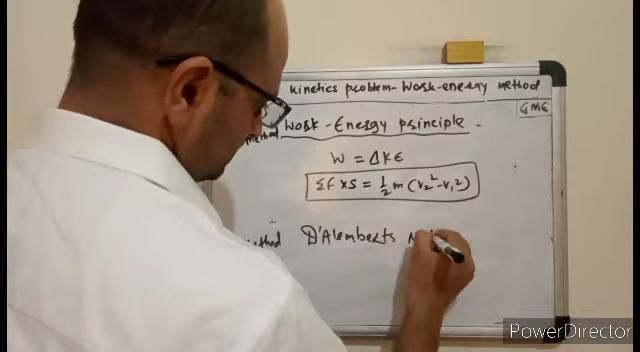 kinetics problem - Work-energy method
GME
method Work - Energy principle -
W = ΔKE
ΣF x S = 1/2 m (V₂² - V₁²)
D'Alemberts
PowerDirector